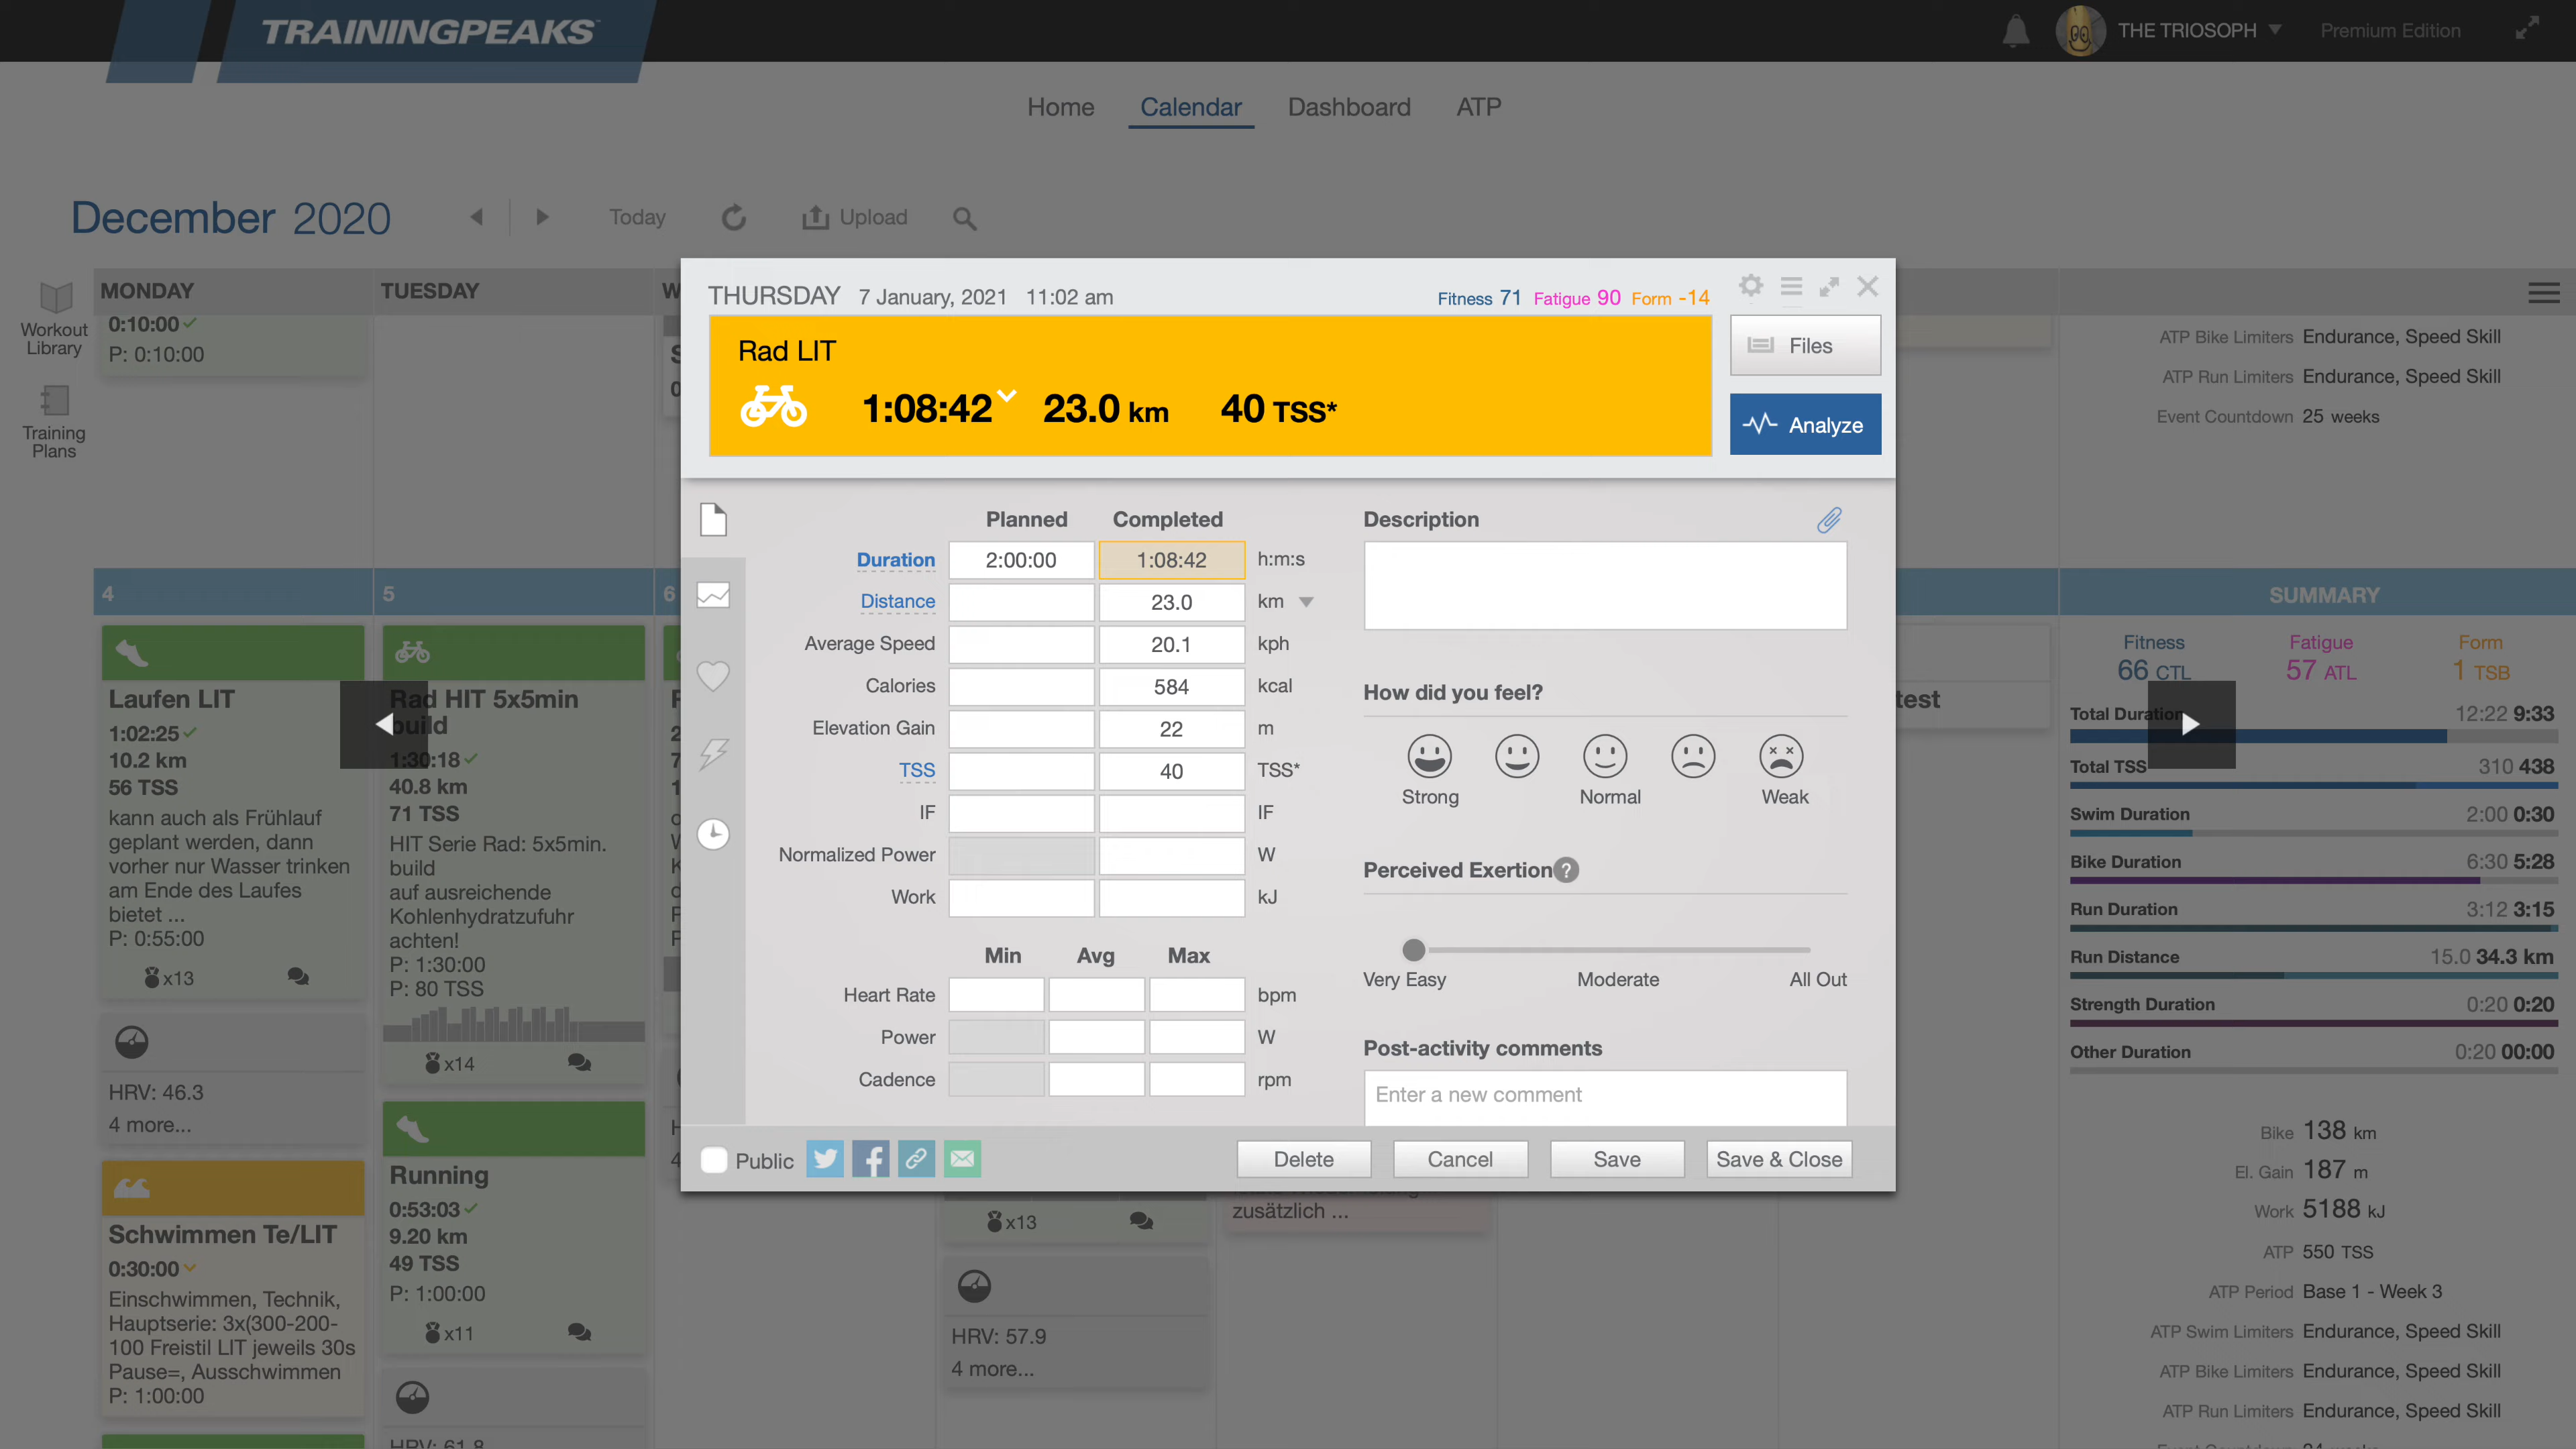 TRAININGPEAKS
THE TRIOSOPH
Premium Edition
Home
Calendar
Dashboard
ATP
December 2020
Today
Upload
Workout Library
Training Plans
MONDAY
TUESDAY
0:10:00
P: 0:10:00
4
5
6
Laufen LIT
1:02:25
10.2 km
56 TSS
kann auch als Frühlauf
geplant werden, dann
vorher nur Wasser trinken
am Ende des Laufes
bietet ...
P: 0:55:00
x13
HRV: 46.3
4 more...
Schwimmen Te/LIT
0:30:00
Einschwimmen, Technik,
Hauptserie: 3x(300-200-
100 Freistil LIT jeweils 30s
Pause=, Ausschwimmen
P: 1:00:00
Rad HIT 5x5min
build
1:30:18
40.8 km
71 TSS
HIT Serie Rad: 5x5min.
build
auf ausreichende
Kohlenhydratzufuhr
achten!
P: 1:30:00
P: 80 TSS
x14
Running
0:53:03
9.20 km
49 TSS
P: 1:00:00
x11
HRV: 61.8
THURSDAY 7 January, 2021 11:02 am
Fitness 71 Fatigue 90 Form -14
Rad LIT
1:08:42 23.0 km 40 TSS*
Files
Analyze
Planned Completed
Duration 2:00:00 1:08:42 h:m:s
Distance 23.0 km
Average Speed 20.1 kph
Calories 584 kcal
Elevation Gain 22 m
TSS 40 TSS*
IF IF
Normalized Power W
Work kJ
Min Avg Max
Heart Rate bpm
Power W
Cadence rpm
Description
How did you feel?
Strong Normal Weak
Perceived Exertion ?
Very Easy Moderate All Out
Post-activity comments
Enter a new comment
Public
Delete
Cancel
Save
Save & Close
x13
HRV: 57.9
4 more...
zusätzlich ...
test
ATP Bike Limiters Endurance, Speed Skill
ATP Run Limiters Endurance, Speed Skill
Event Countdown 25 weeks
SUMMARY
Fitness Fatigue Form
66 CTL 57 ATL 1 TSB
Total Duration 12:22 9:33
Total TSS 310 438
Swim Duration 2:00 0:30
Bike Duration 6:30 5:28
Run Duration 3:12 3:15
Run Distance 15.0 34.3 km
Strength Duration 0:20 0:20
Other Duration 0:20 00:00
Bike 138 km
El. Gain 187 m
Work 5188 kJ
ATP 550 TSS
ATP Period Base 1 - Week 3
ATP Swim Limiters Endurance, Speed Skill
ATP Bike Limiters Endurance, Speed Skill
ATP Run Limiters Endurance, Speed Skill